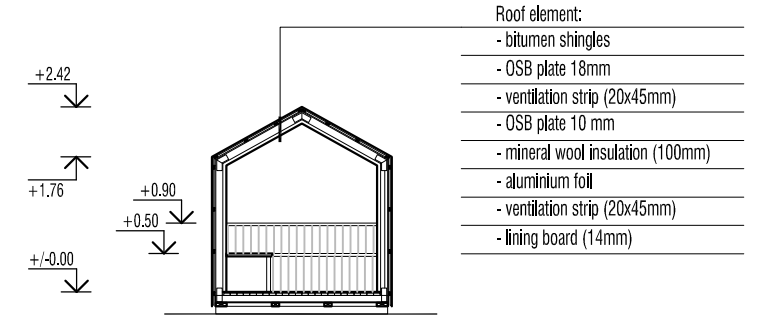 Roof element:
- bitumen shingles
- OSB plate 18mm
- ventilation strip (20x45mm)
- OSB plate 10 mm
- mineral wool insulation (100mm)
- aluminium foil
- ventilation strip (20x45mm)
- lining board (14mm)
+2.42
+1.76
+0.90
+0.50
+/-0.00